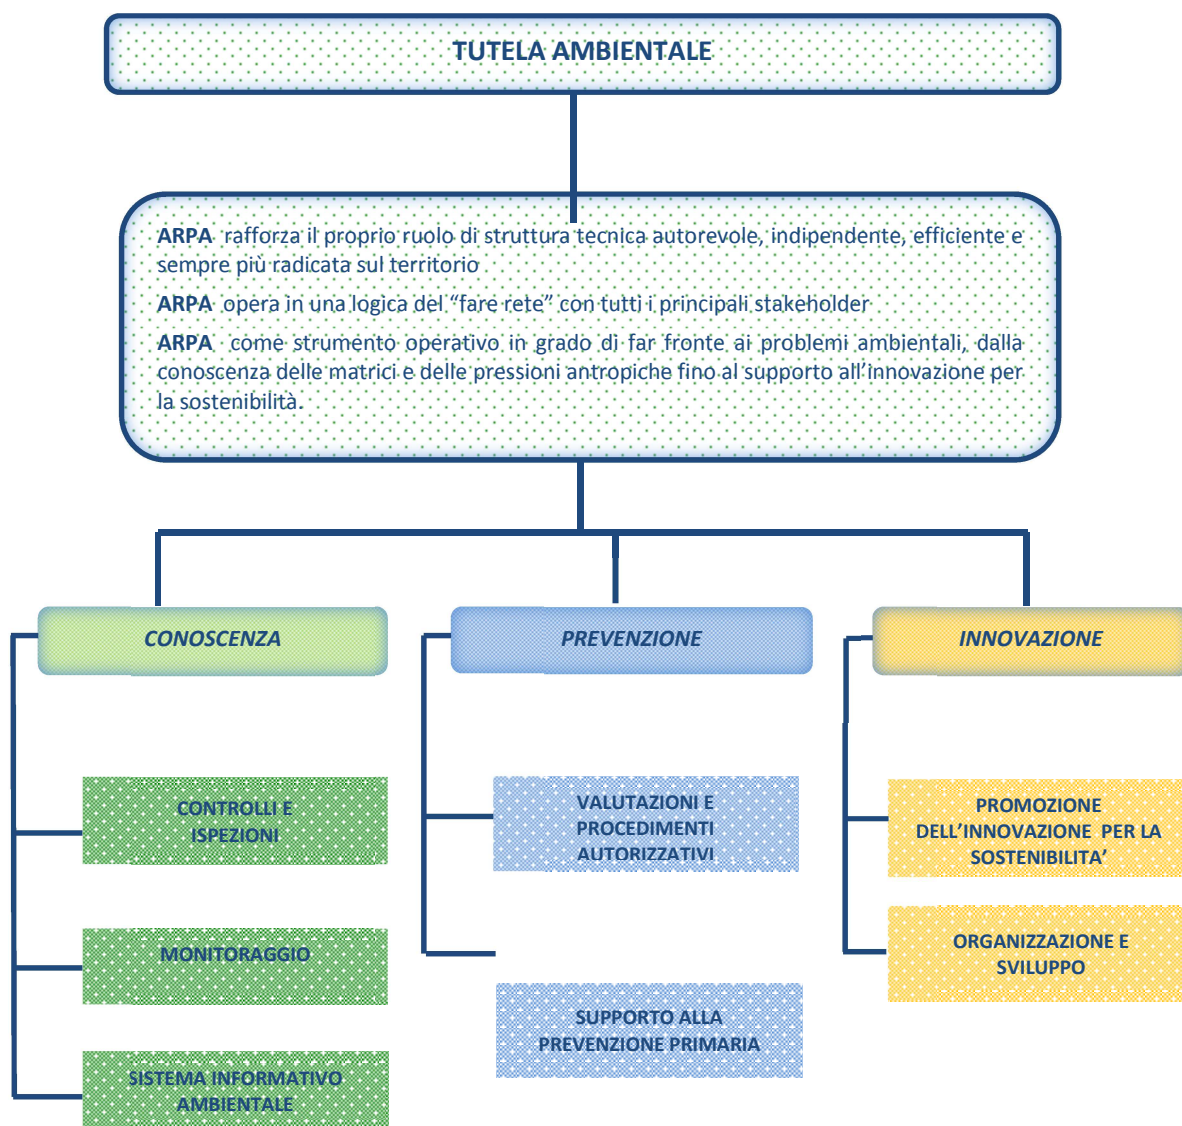 TUTELA AMBIENTALE
ARPA rafforza il proprio ruolo di struttura tecnica autorevole, indipendente, efficiente e
sempre più radicata sul territorio
ARPA opera in una logica del “fare rete” con tutti i principali stakeholder
ARPA come strumento operativo in grado di far fronte ai problemi ambientali, dalla
conoscenza delle matrici e delle pressioni antropiche fino al supporto all’innovazione per
la sostenibilità.
CONOSCENZA
CONTROLLI E
ISPEZIONI
MONITORAGGIO
SISTEMA INFORMATIVO
AMBIENTALE
PREVENZIONE
VALUTAZIONI E
PROCEDIMENTI
AUTORIZZATIVI
SUPPORTO ALLA
PREVENZIONE PRIMARIA
INNOVAZIONE
PROMOZIONE
DELL’INNOVAZIONE PER LA
SOSTENIBILITA’
ORGANIZZAZIONE E
SVILUPPO